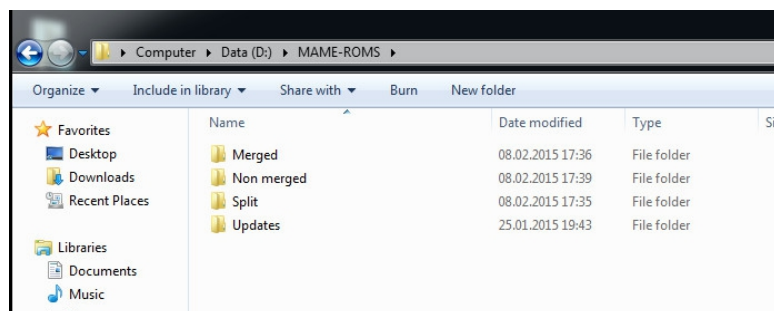 Computer Data (D:) MAME-ROMS
Organize Include in library Share with Burn New folder
Favorites
Desktop
Downloads
Recent Places
Libraries
Documents
Music
Name Date modified Type Si
Merged 08.02.2015 17:36 File folder
Non merged 08.02.2015 17:39 File folder
Split 08.02.2015 17:35 File folder
Updates 25.01.2015 19:43 File folder